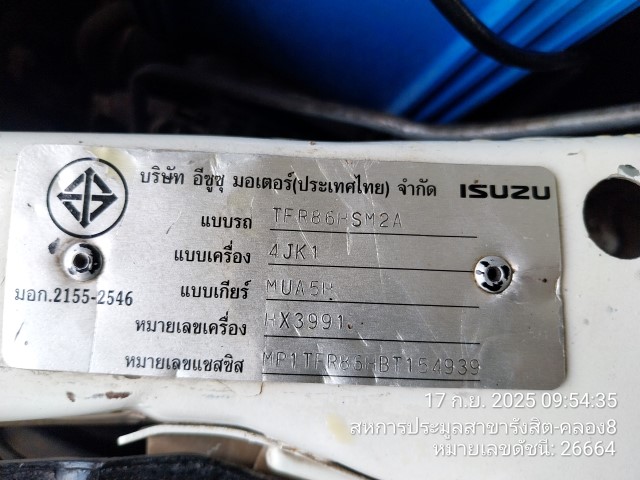 บริษัท อีซูซุ มอเตอร์(ประเทศไทย) จำกัด ISUZU
แบบรถ TFR86HSM2A
แบบเครื่อง 4JK1
มอก.2155-2546 แบบเกียร์ MUA5H
หมายเลขเครื่อง
หมายเลขแชสซิส MP1TFR86HBT154939
17 ก.ย. 2025 09:54:35
สหการประมูลสาขารังสิต-คลอง8
หมายเลขดัชนี: 26664